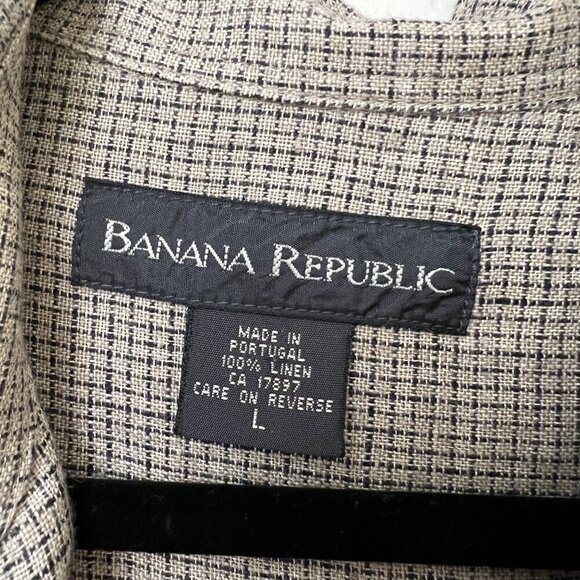 BANANA REPUBLIC
MADE IN
PORTUGAL
100% LINEN
CA 17897
CARE ON REVERSE
L